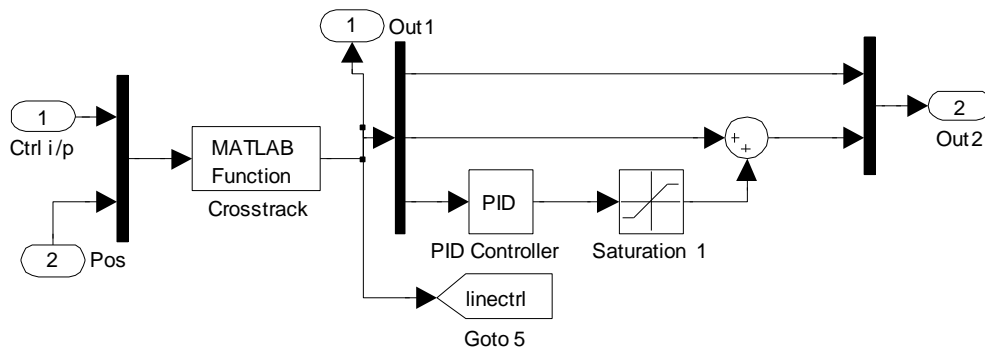 1
Out1
1
Ctrl i/p
MATLAB
Function
Crosstrack
2
Pos
+
+
2
Out2
PID
PID Controller
Saturation 1
linectrl
Goto 5